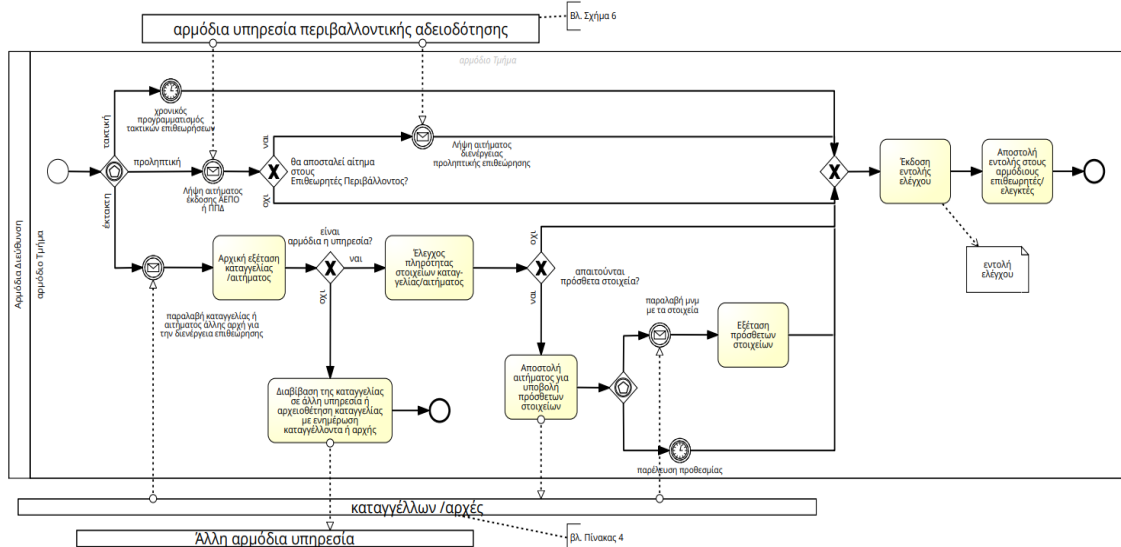 αρμόδια υπηρεσία περιβαλλοντικής αδειοδότησης
βλ. Σχήμα 6
αρμόδιο Τμήμα
Αρμόδια Διεύθυνση
αρμόδιο Τμήμα
τακτική
χρονικός
προγραμματισμός
τακτικών επιθεωρήσεων
προληπτική
Λήψη αιτήματος
έκδοσης ΑΕΠΟ
ή ΠΠΔ
θα αποσταλεί αίτημα
στους
Επιθεωρητές Περιβάλλοντος?
ναι
οχι
Λήψη αιτήματος
διενέργειας
προληπτικής επιθεώρησης
Έκδοση
εντολής
ελέγχου
Αποστολή
εντολής στους
αρμόδιους
επιθεωρητές/
ελεγκτές
εντολή
ελέγχου
έκτακτη
παραλαβή καταγγελίας ή
αιτήματος άλλης αρχή για
την διενέργεια επιθεώρησης
Αρχική εξέταση
καταγγελίας
/αιτήματος
είναι
αρμόδια η υπηρεσία?
ναι
οχι
Έλεγχος
πληρότητας
στοιχείων καταγ-
γελίας/αιτήματος
οχι
απαιτούνται
πρόσθετα στοιχεία?
ναι
Διαβίβαση της καταγγελίας
σε άλλη υπηρεσία ή
αρχειοθέτηση καταγγελίας
με ενημέρωση
καταγγέλλοντα ή αρχής
Αποστολή
αιτήματος για
υποβολή
πρόσθετων
στοιχείων
παραλαβή μνμ
με τα στοιχεία
Εξέταση
πρόσθετων
στοιχείων
παρέλευση προθεσμίας
καταγγέλλων /αρχές
Άλλη αρμόδια υπηρεσία
βλ. Πίνακας 4